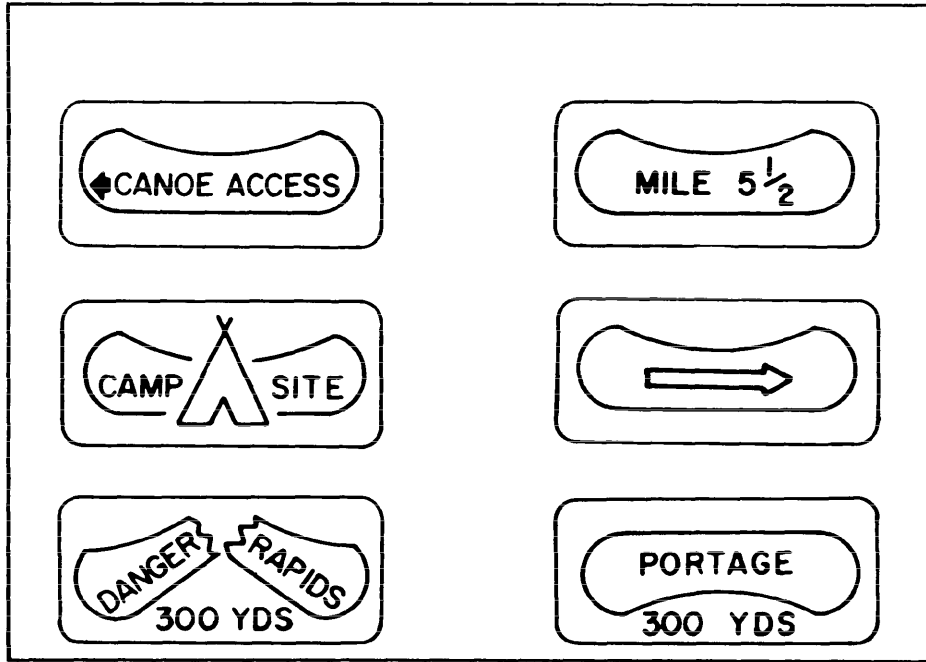 CANOE ACCESS
MILE 5 1/2
CAMP SITE
DANGER RAPIDS
300 YDS
PORTAGE
300 YDS